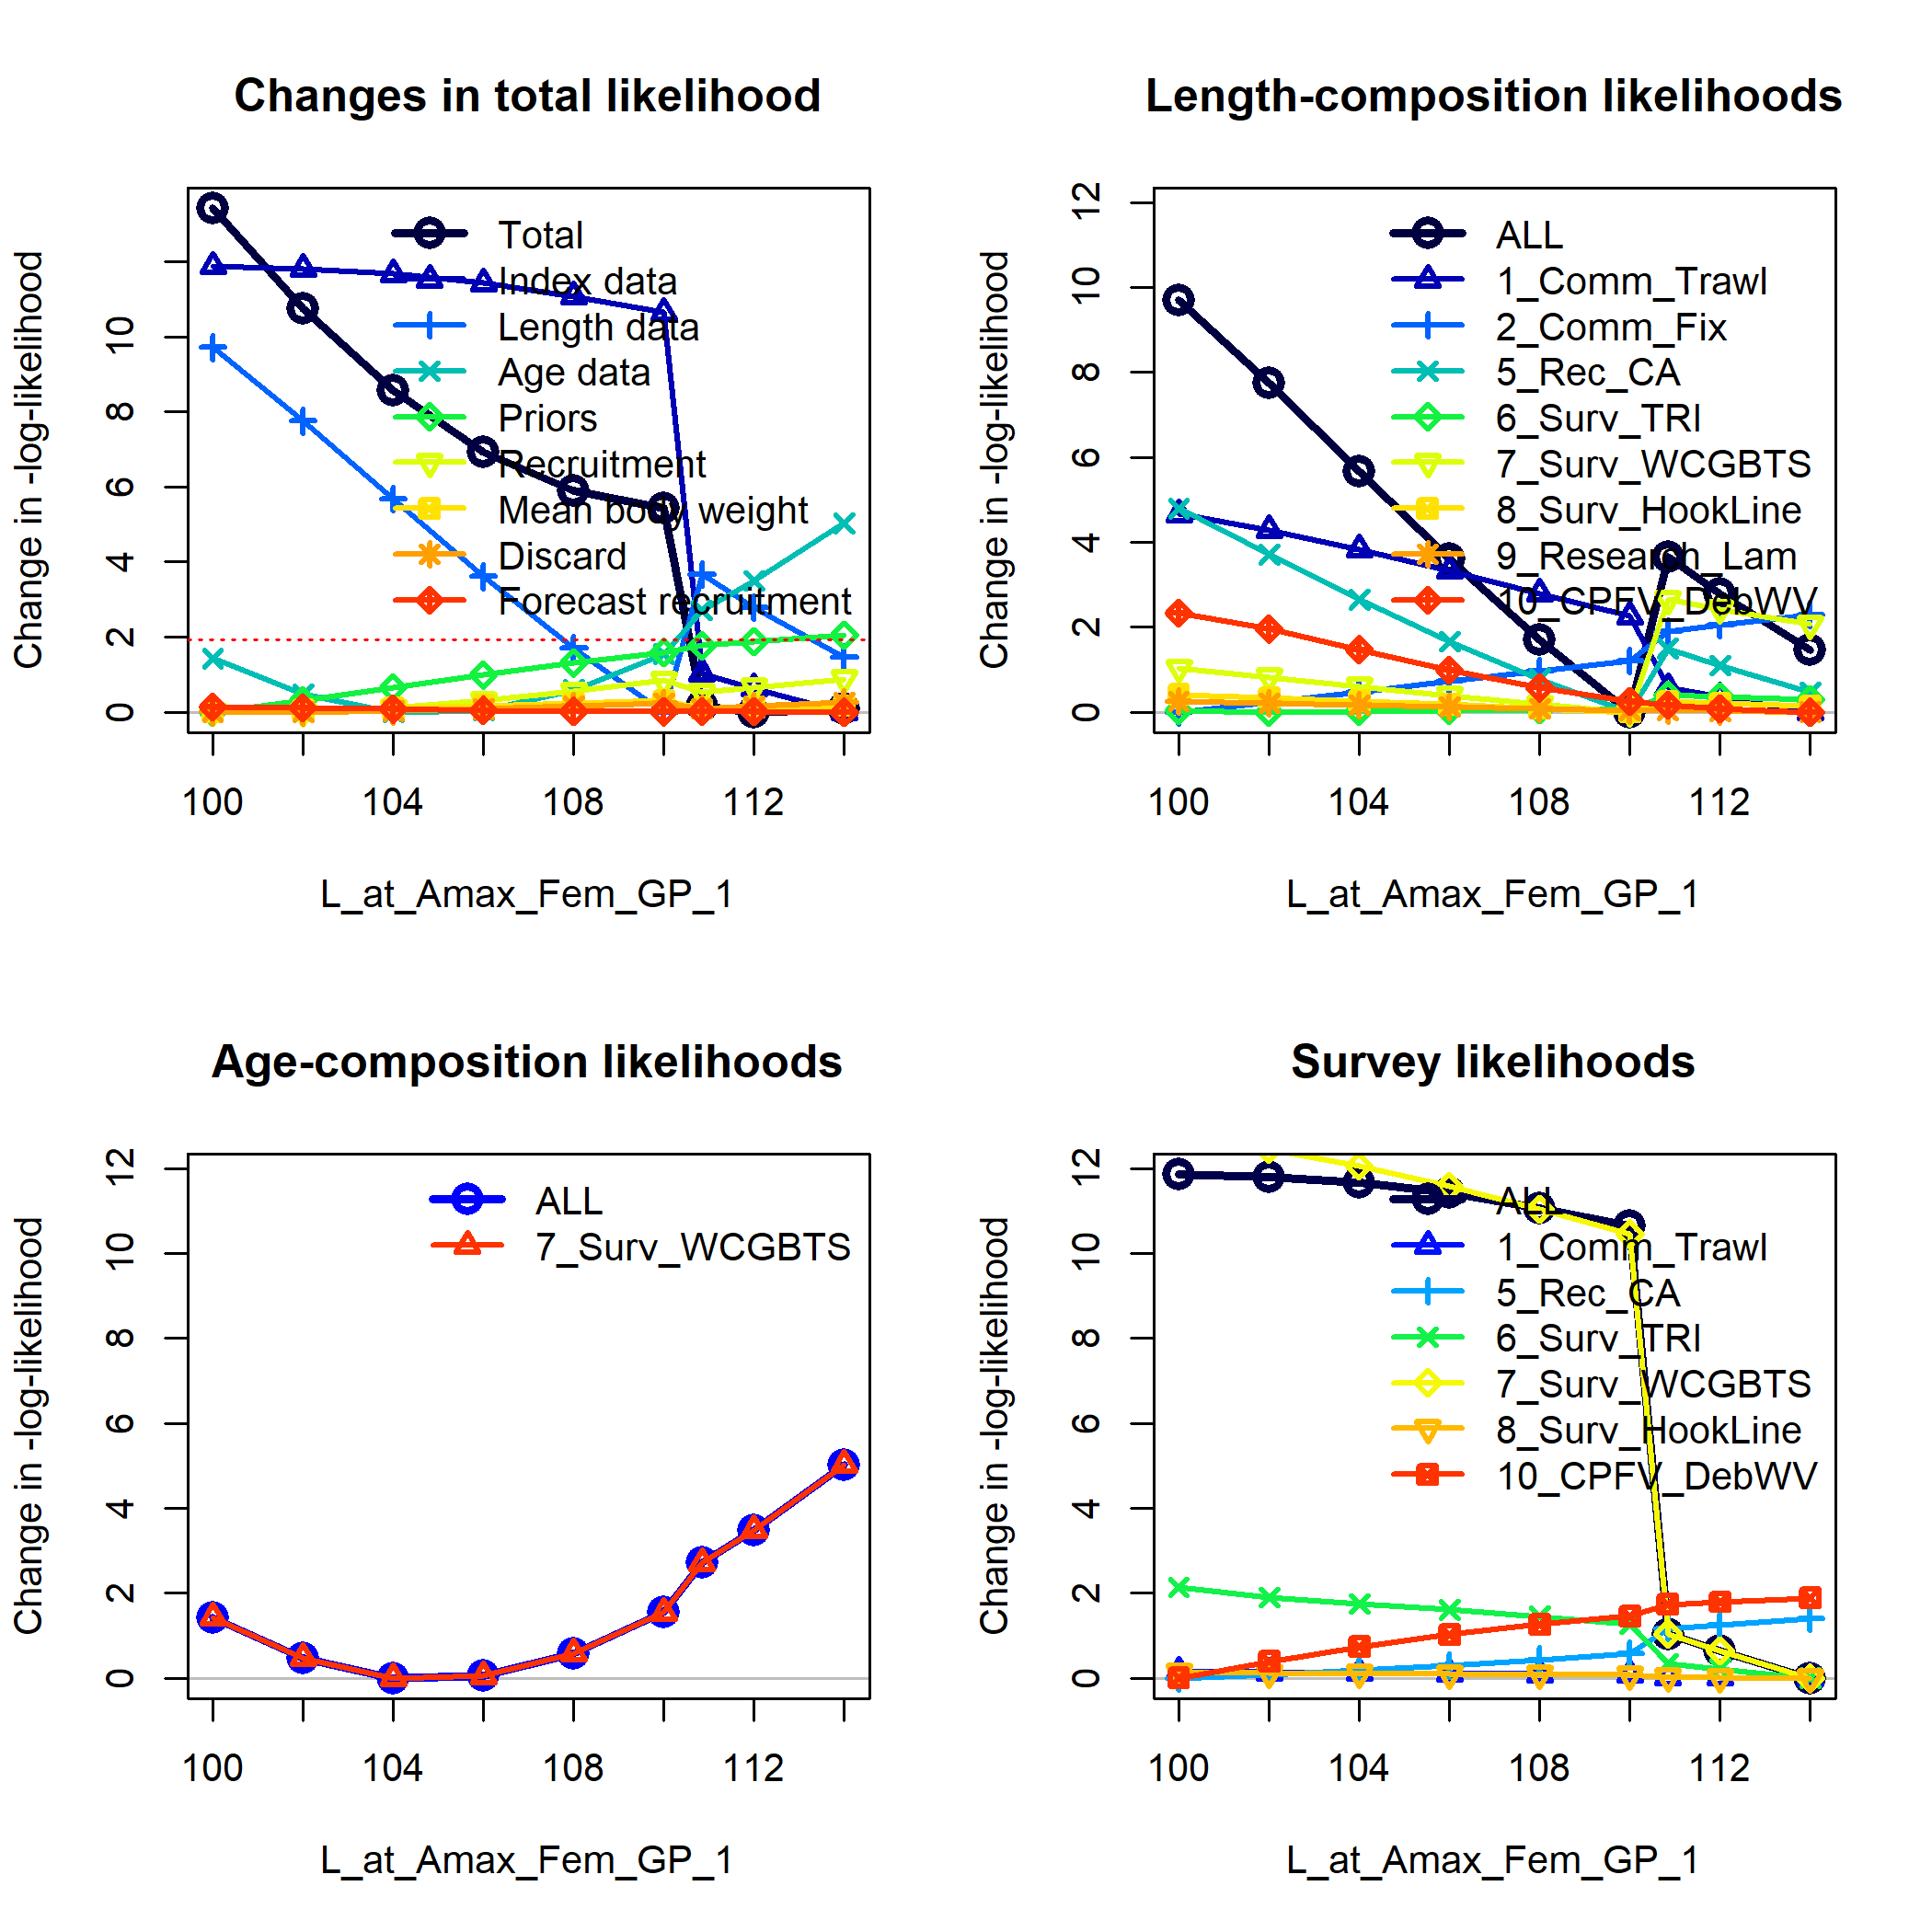 Changes in total likelihood
Change in -log-likelihood
0 2 4 6 8 10
Total
Index data
Length data
Age data
Priors
Recruitment
Mean body weight
Discard
Forecast recruitment
100 104 108 112
L_at_Amax_Fem_GP_1
Length-composition likelihoods
Change in -log-likelihood
0 2 4 6 8 10 12
ALL
1_Comm_Trawl
2_Comm_Fix
5_Rec_CA
6_Surv_TRI
7_Surv_WCGBTS
8_Surv_HookLine
9_Research_Lam
10_CPFV_DebWV
100 104 108 112
L_at_Amax_Fem_GP_1
Age-composition likelihoods
Change in -log-likelihood
0 2 4 6 8 10 12
ALL
7_Surv_WCGBTS
100 104 108 112
L_at_Amax_Fem_GP_1
Survey likelihoods
Change in -log-likelihood
0 2 4 6 8 10 12
ALL
1_Comm_Trawl
5_Rec_CA
6_Surv_TRI
7_Surv_WCGBTS
8_Surv_HookLine
10_CPFV_DebWV
100 104 108 112
L_at_Amax_Fem_GP_1